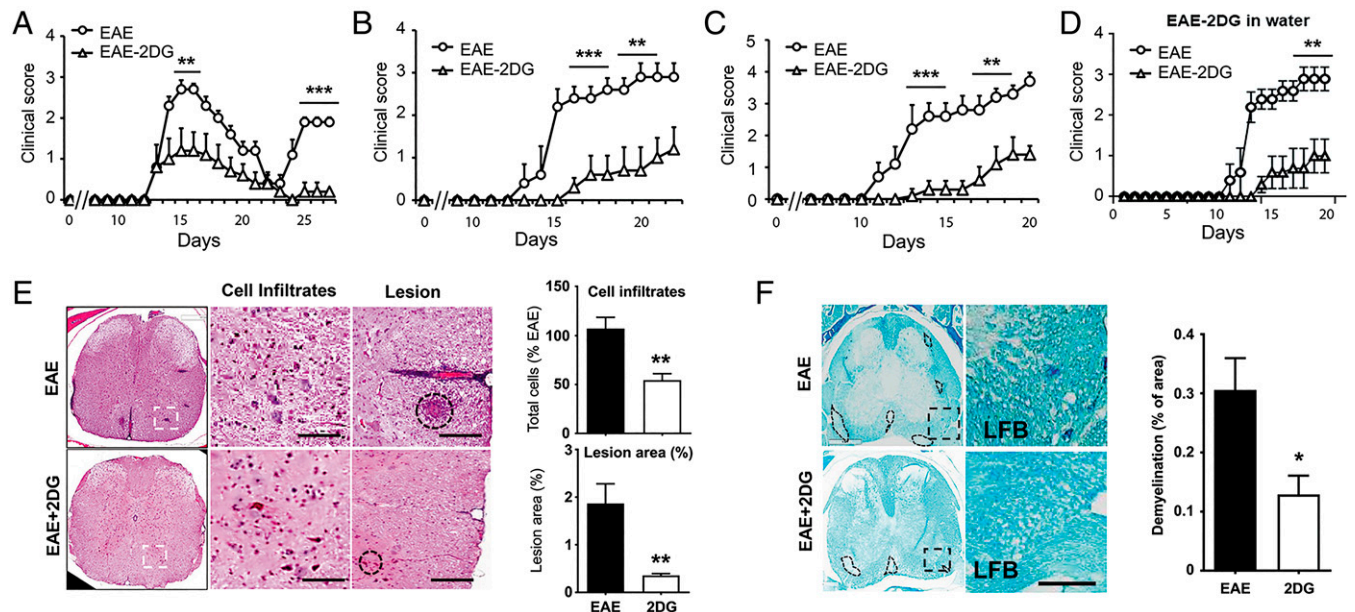 A
EAE
EAE-2DG
**
***
Clinical score
4
3
2
1
0
0 10 15 20 25
Days
B
EAE
EAE-2DG
*** **
Clinical score
4
3
2
1
0
0 10 15 20
Days
C
EAE
EAE-2DG
*** **
Clinical score
5
4
3
2
1
0
0 10 15 20
Days
D
EAE-2DG in water
EAE
EAE-2DG
**
Clinical score
4
3
2
1
0
0 5 10 15 20
Days
E
Cell Infiltrates
Lesion
EAE
EAE+2DG
Cell infiltrates
Total cells (% EAE)
150
100
50
0
**
Lesion area (%)
Lesion area (%)
3
2
1
0
**
EAE 2DG
F
EAE
EAE+2DG
LFB
LFB
Demyelination (% of area)
0.4
0.3
0.2
0.1
0
*
EAE 2DG